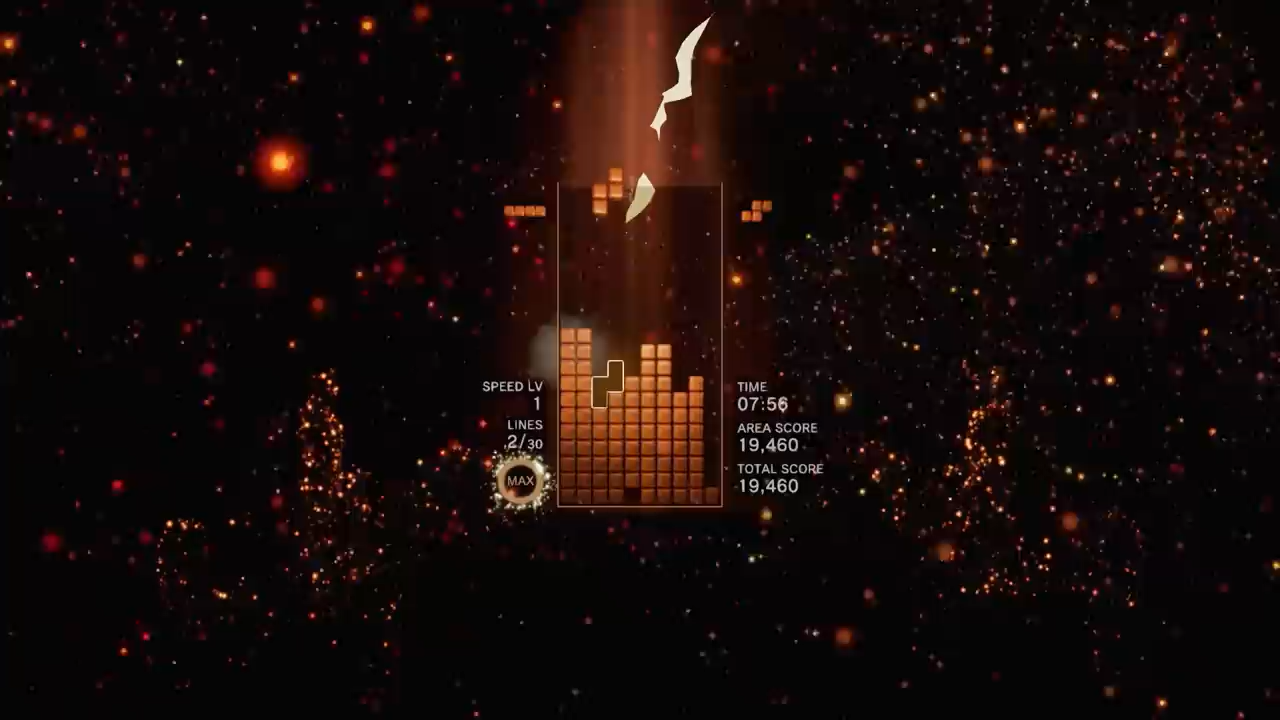 SPEED LV
1
LINES
2/30
MAX
TIME
07:56
AREA SCORE
19,460
TOTAL SCORE
19,460